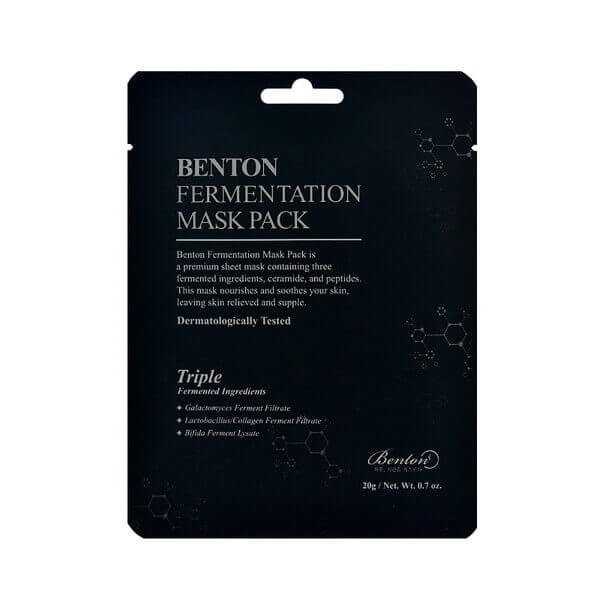 BENTON
FERMENTATION
MASK PACK
Benton Fermentation Mask Pack is
a premium sheet mask containing three
fermented ingredients, ceramide, and peptides.
This mask nourishes and soothes your skin,
leaving skin relieved and supple.
Dermatologically Tested
Triple
Fermented Ingredients
◆ Galactomyces Ferment Filtrate
◆ Lactobacillus/Collagen Ferment Filtrate
◆ Bifida Ferment Lysate
Benton
20g / Net. Wt. 0.7 oz.